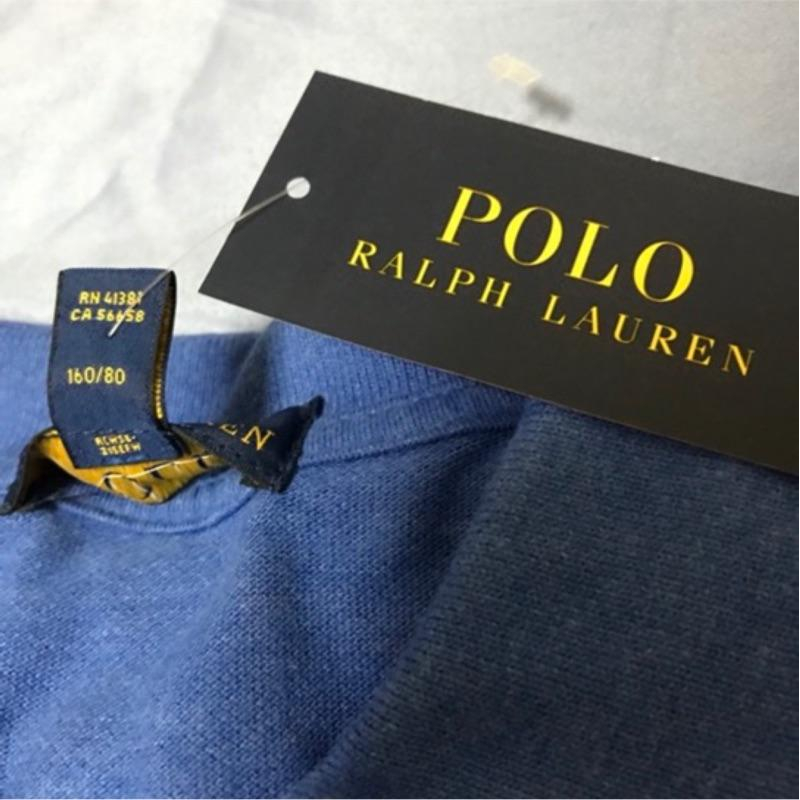 POLO
RALPH LAUREN
RN 41381
CA 56658
160/80
EN